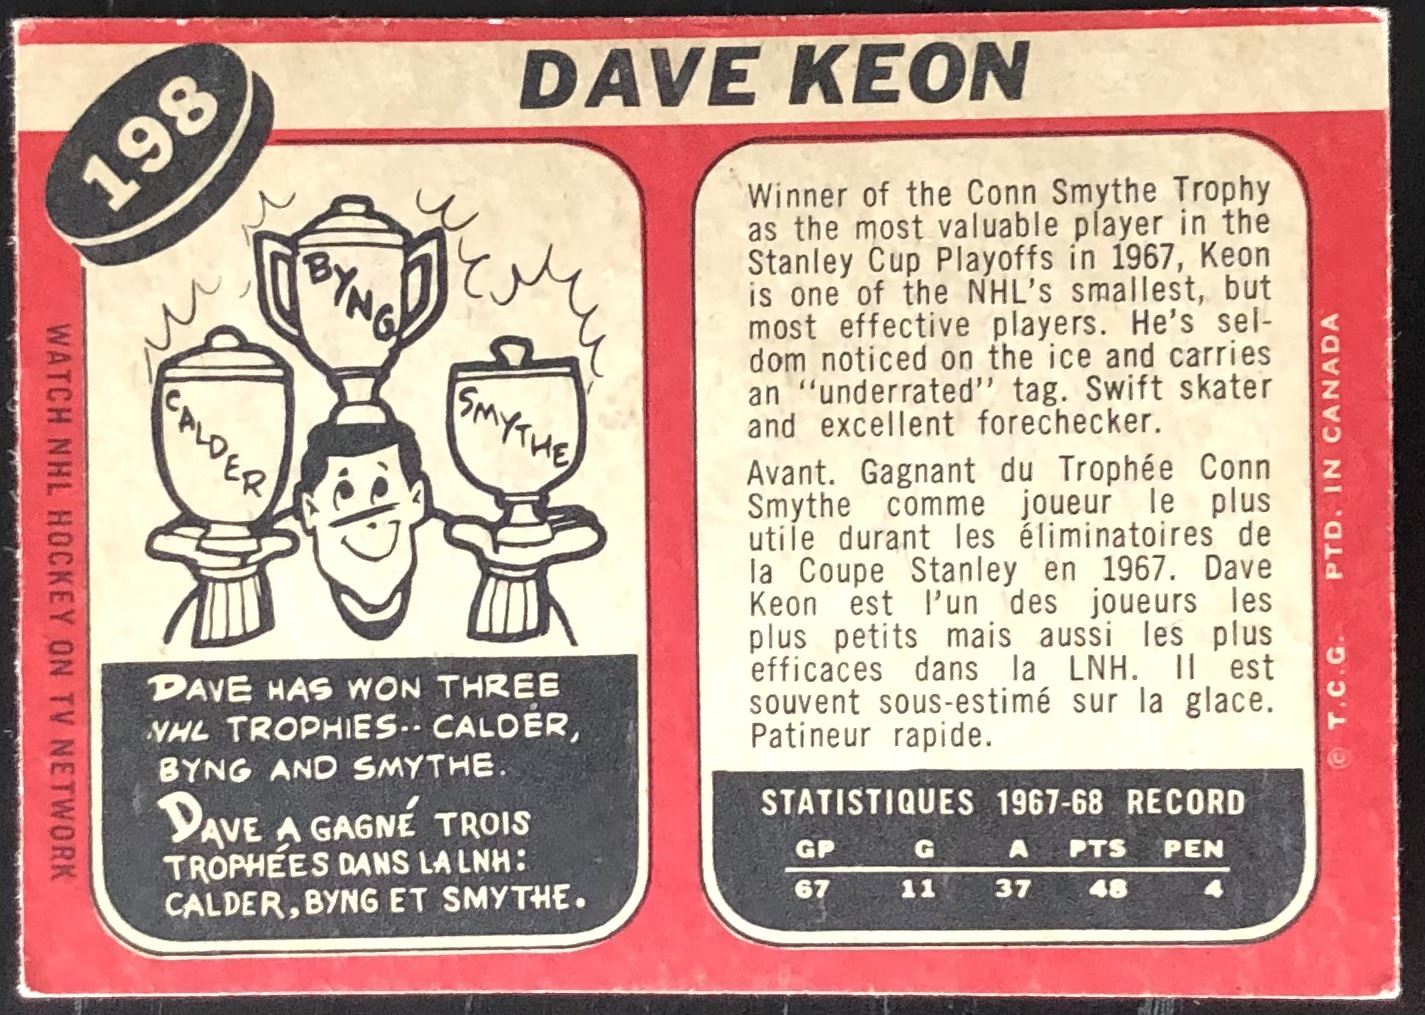 DAVE KEON
198
BYNG
CALDER
SMYTHE
DAVE HAS WON THREE
NHL TROPHIES-- CALDER,
BYNG AND SMYTHE.
DAVE A GAGNÉ TROIS
TROPHÉES DANS LA LNH:
CALDER, BYNG ET SMYTHE.
WATCH NHL HOCKEY ON TV NETWORK
Winner of the Conn Smythe Trophy
as the most valuable player in the
Stanley Cup Playoffs in 1967, Keon
is one of the NHL's smallest, but
most effective players. He's sel-
dom noticed on the ice and carries
an "underrated" tag. Swift skater
and excellent forechecker.
Avant. Gagnant du Trophée Conn
Smythe comme joueur le plus
utile durant les éliminatoires de
la Coupe Stanley en 1967. Dave
Keon est l'un des joueurs les
plus petits mais aussi les plus
efficaces dans la LNH. Il est
souvent sous-estimé sur la glace.
Patineur rapide.
STATISTIQUES 1967-68 RECORD
GP G A PTS PEN
67 11 37 48 4
© T.C.G. PTD. IN CANADA